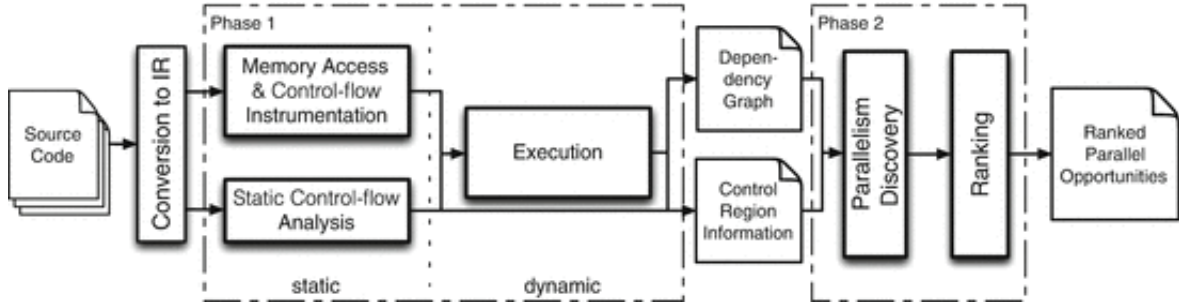 Source
Code
Conversion to IR
Phase 1
Memory Access
& Control-flow
Instrumentation
Static Control-flow
Analysis
static
Execution
dynamic
Depen-
dency
Graph
Control
Region
Information
Phase 2
Parallelism
Discovery
Ranking
Ranked
Parallel
Opportunities